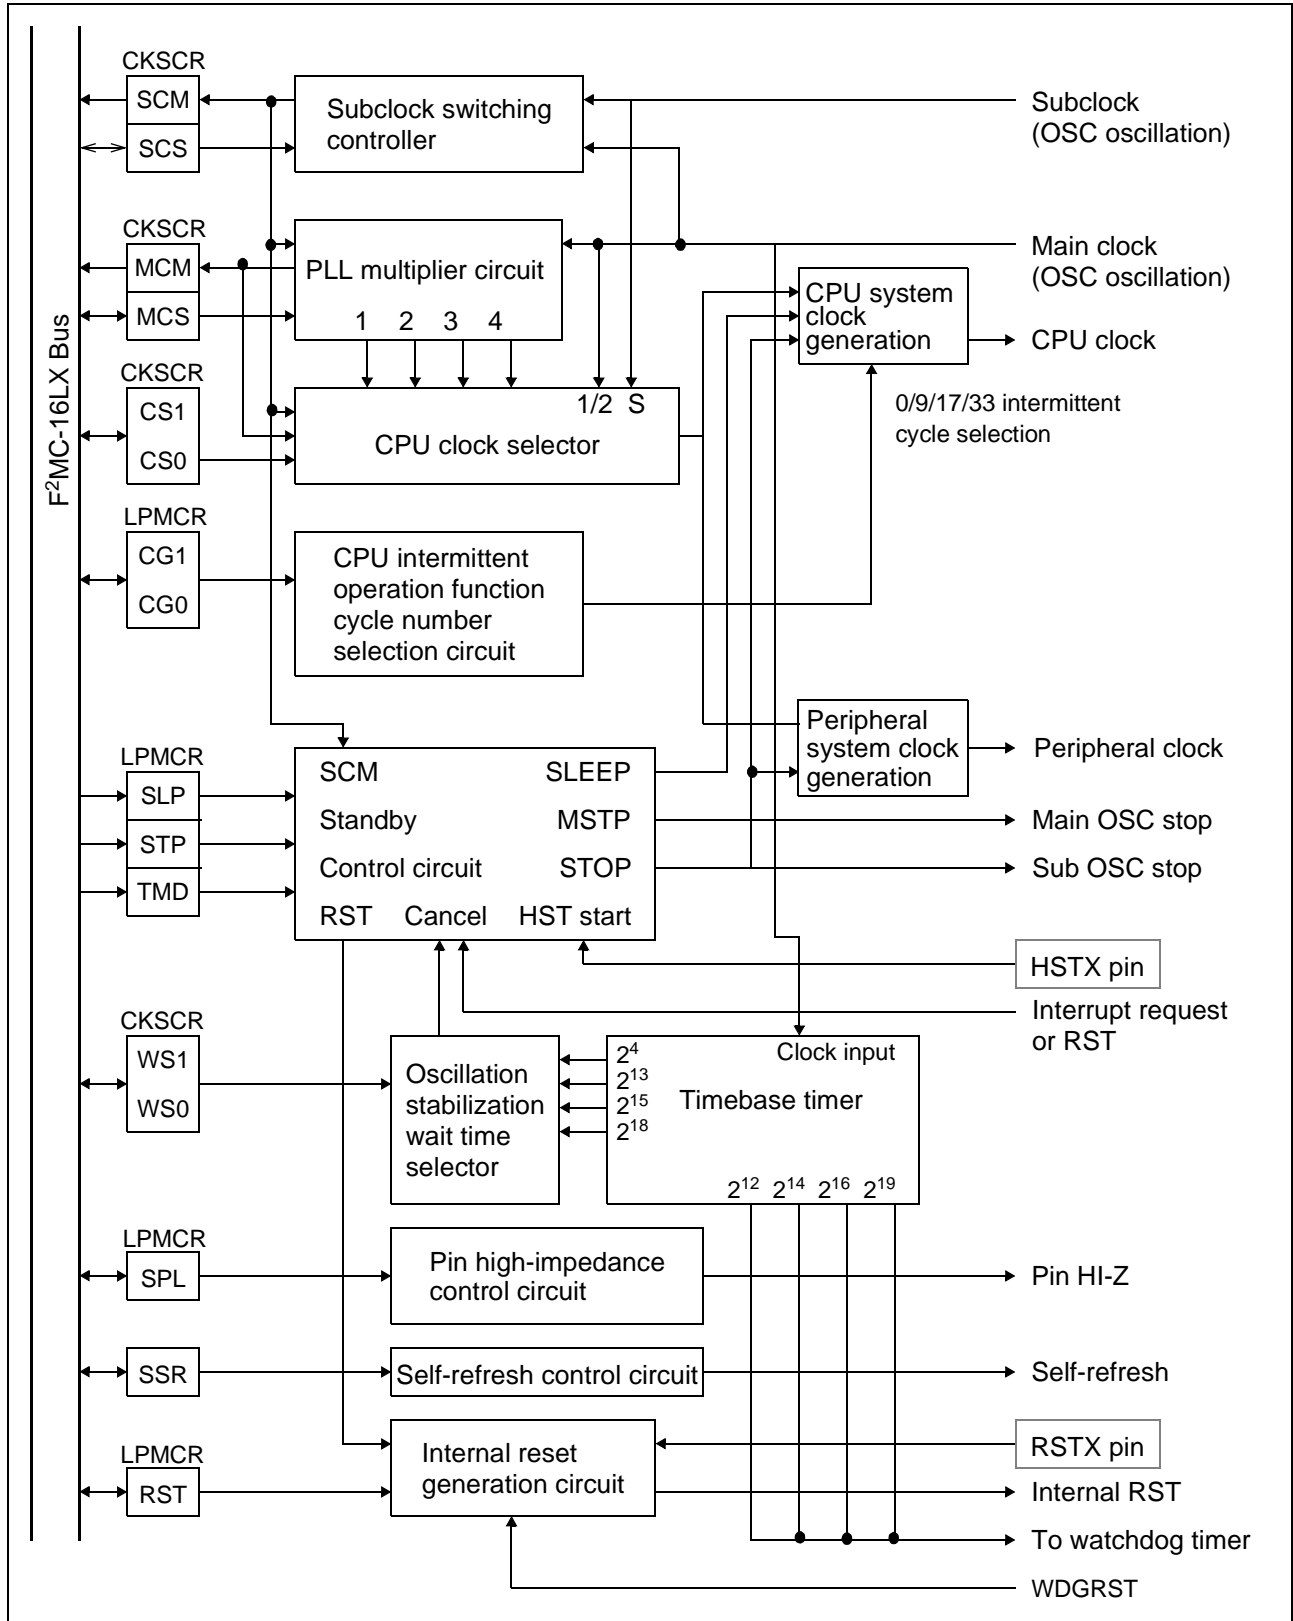 F²MC-16LX Bus
CKSCR
SCM
SCS
Subclock switching
controller
Subclock
(OSC oscillation)
CKSCR
MCM
MCS
PLL multiplier circuit
1 2 3 4
Main clock
(OSC oscillation)
CPU system
clock
generation
CPU clock
CKSCR
CS1
CS0
1/2 S
CPU clock selector
0/9/17/33 intermittent
cycle selection
LPMCR
CG1
CG0
CPU intermittent
operation function
cycle number
selection circuit
Peripheral
system clock
generation
Peripheral clock
LPMCR
SLP
STP
TMD
SCM SLEEP
Standby MSTP
Control circuit STOP
RST Cancel HST start
Main OSC stop
Sub OSC stop
HSTX pin
Interrupt request
or RST
CKSCR
WS1
WS0
Oscillation
stabilization
wait time
selector
2⁴
2¹³
2¹⁵
2¹⁸
Clock input
Timebase timer
2¹² 2¹⁴ 2¹⁶ 2¹⁹
LPMCR
SPL
Pin high-impedance
control circuit
Pin HI-Z
SSR
Self-refresh control circuit
Self-refresh
LPMCR
RST
Internal reset
generation circuit
RSTX pin
Internal RST
To watchdog timer
WDGRST